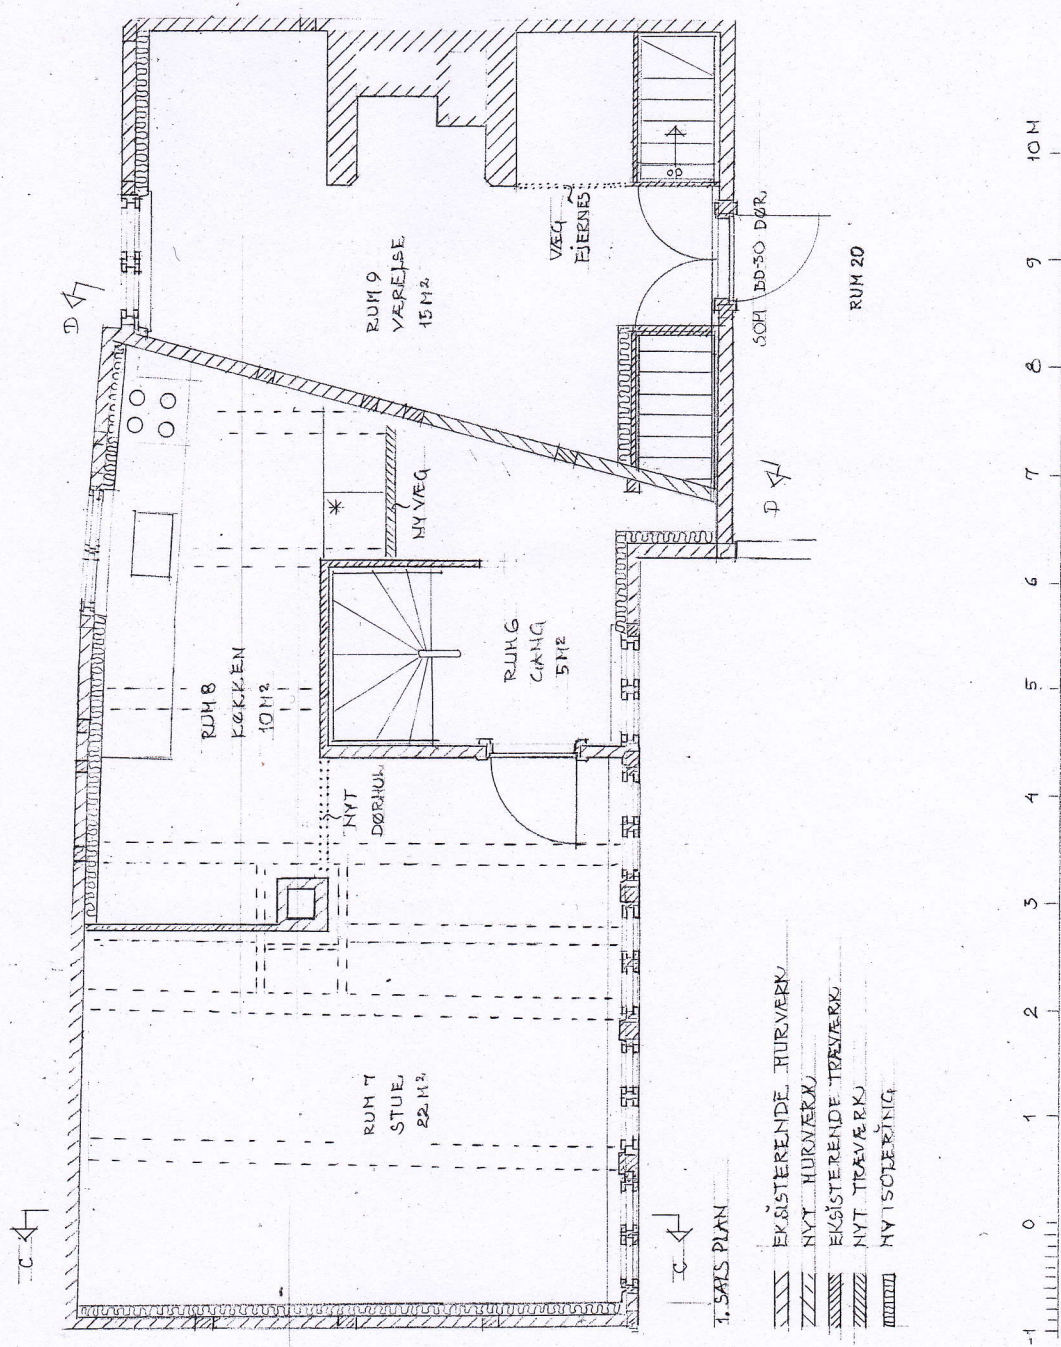 D
RUM 9
VÆRELSE
15 M2
VÆG
FJERNES
OP
SOM BD-30 DØR
RUM 20
D
NY VÆG
RUM 8
KØKKEN
10 M2
RUM 6
GANG
5 M2
NYT
DØRHUL
RUM 7
STUE
22 M2
C
C
1. SALS PLAN
EKSISTERENDE MURVÆRK
NYT MURVÆRK
EKSISTERENDE TRÆVÆRK
NYT TRÆVÆRK
NY ISOLERING
-1 0 1 2 3 4 5 6 7 8 9 10 M